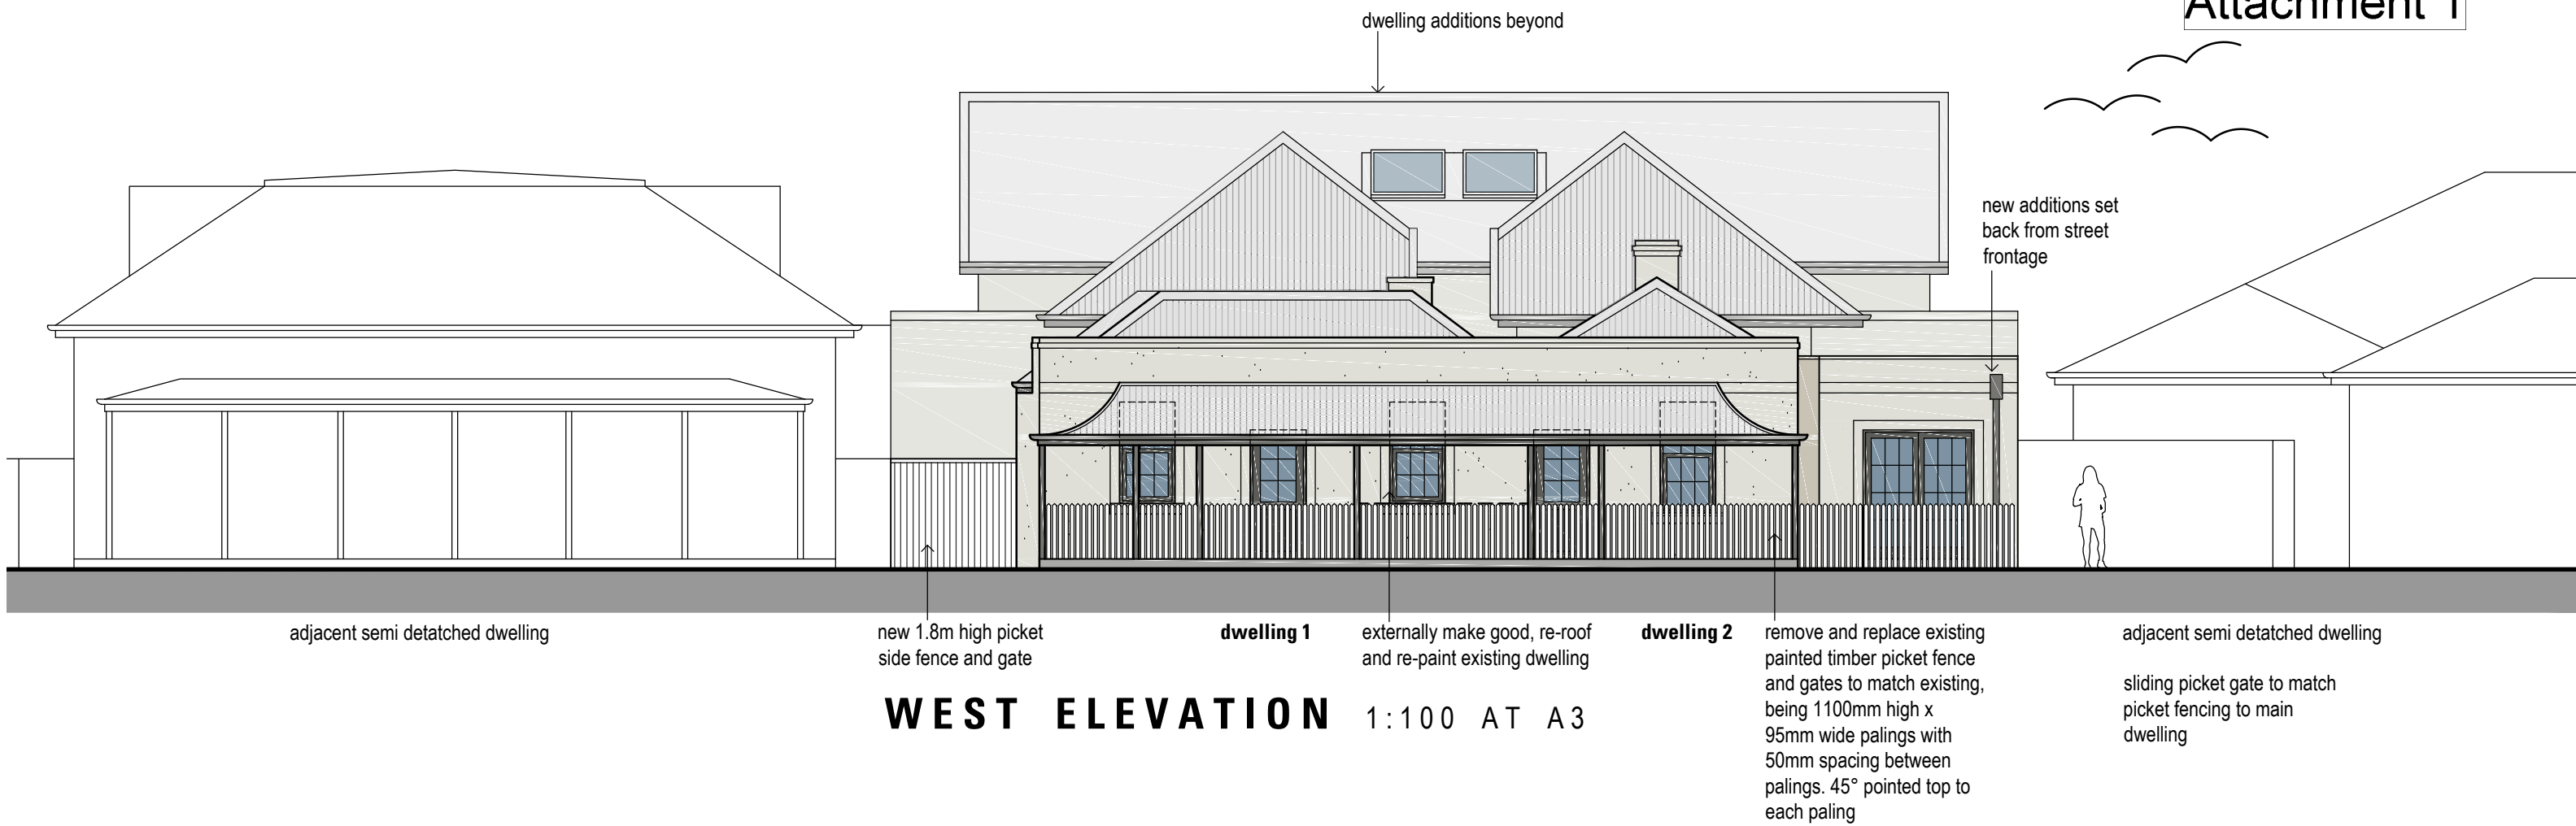 Attachment 1
dwelling additions beyond
new additions set
back from street
frontage
adjacent semi detatched dwelling
new 1.8m high picket
side fence and gate
dwelling 1
externally make good, re-roof
and re-paint existing dwelling
dwelling 2
remove and replace existing
painted timber picket fence
and gates to match existing,
being 1100mm high x
95mm wide palings with
50mm spacing between
palings. 45° pointed top to
each paling
adjacent semi detatched dwelling
sliding picket gate to match
picket fencing to main
dwelling
WEST ELEVATION 1:100 AT A3